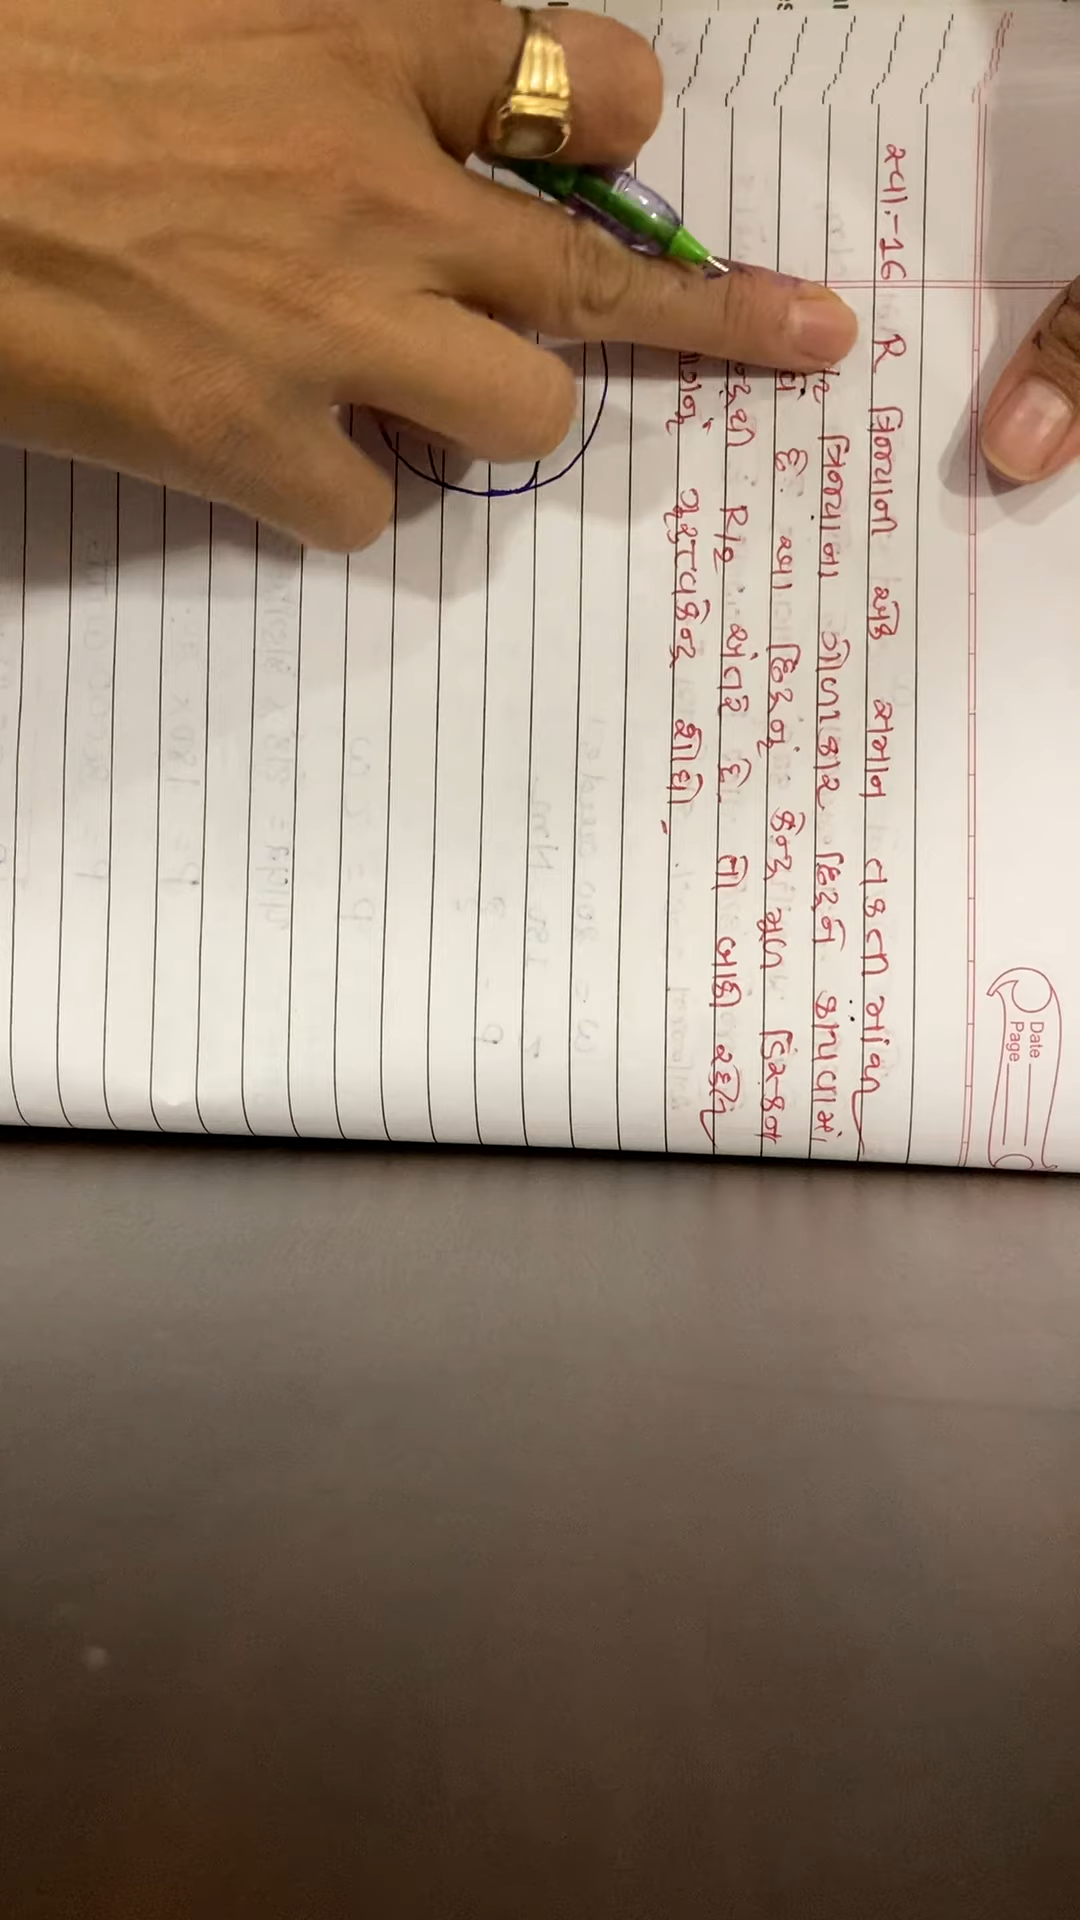 સ્વા.-16 R ત્રિજ્યાની એક સમાન તકતી માંથી
ત્રિજ્યાના ગોળાકાર છિદ્રને કાપવામાં
છે. આ છિદ્રનું કેન્દ્ર મૂળ ડિસ્કના
R/2 અંતરે છે. તો બાકી રહેલ
ગુરુત્વકેન્દ્ર શોધો.
Date
Page